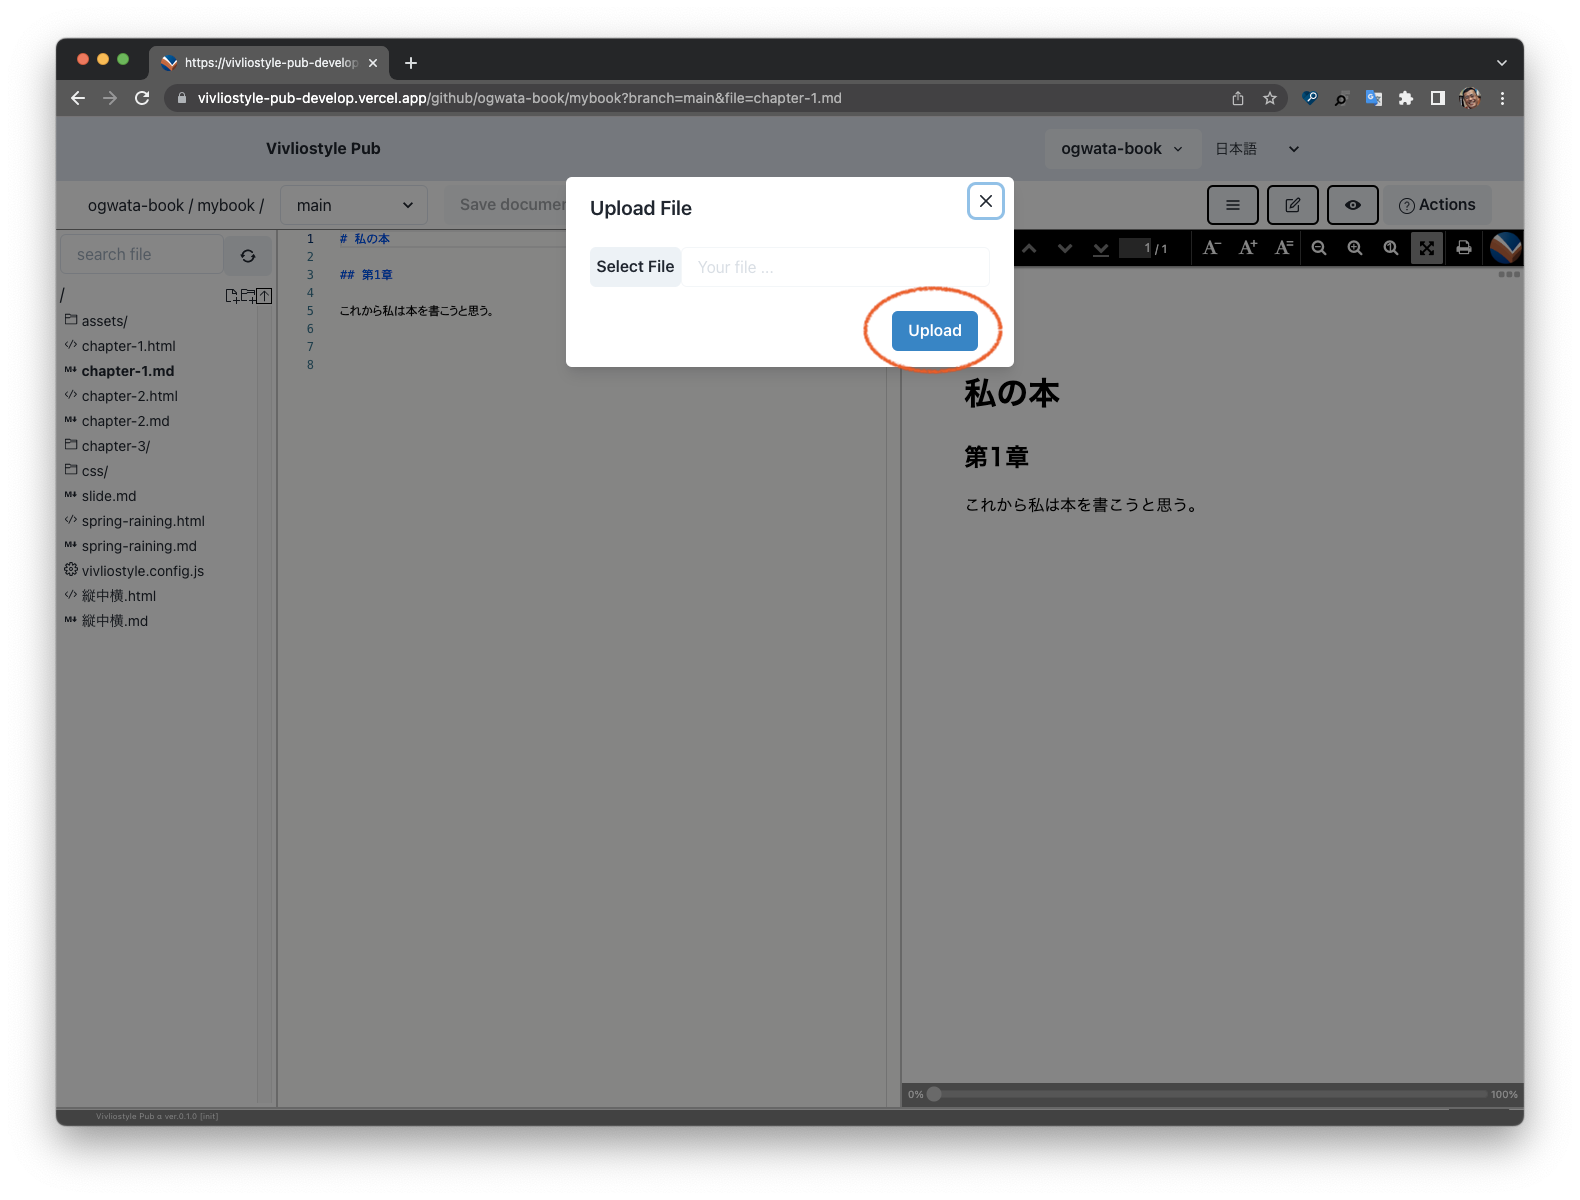 https://vivliostyle-pub-develop
vivliostyle-pub-develop.vercel.app/github/ogwata-book/mybook?branch=main&file=chapter-1.md
Vivliostyle Pub
ogwata-book
日本語
ogwata-book / mybook /
main
Save documen
Upload File
Actions
Select File
Your file ...
Upload
search file
/
assets/
chapter-1.html
chapter-1.md
chapter-2.html
chapter-2.md
chapter-3/
css/
slide.md
spring-raining.html
spring-raining.md
vivliostyle.config.js
縦中横.html
縦中横.md
1 # 私の本
2
3 ## 第1章
4
5 これから私は本を書こうと思う。
6
7
8
1 / 1
A− A+ A=
私の本
第1章
これから私は本を書こうと思う。
0% 100%
Vivliostyle Pub α ver.0.1.0 [init]